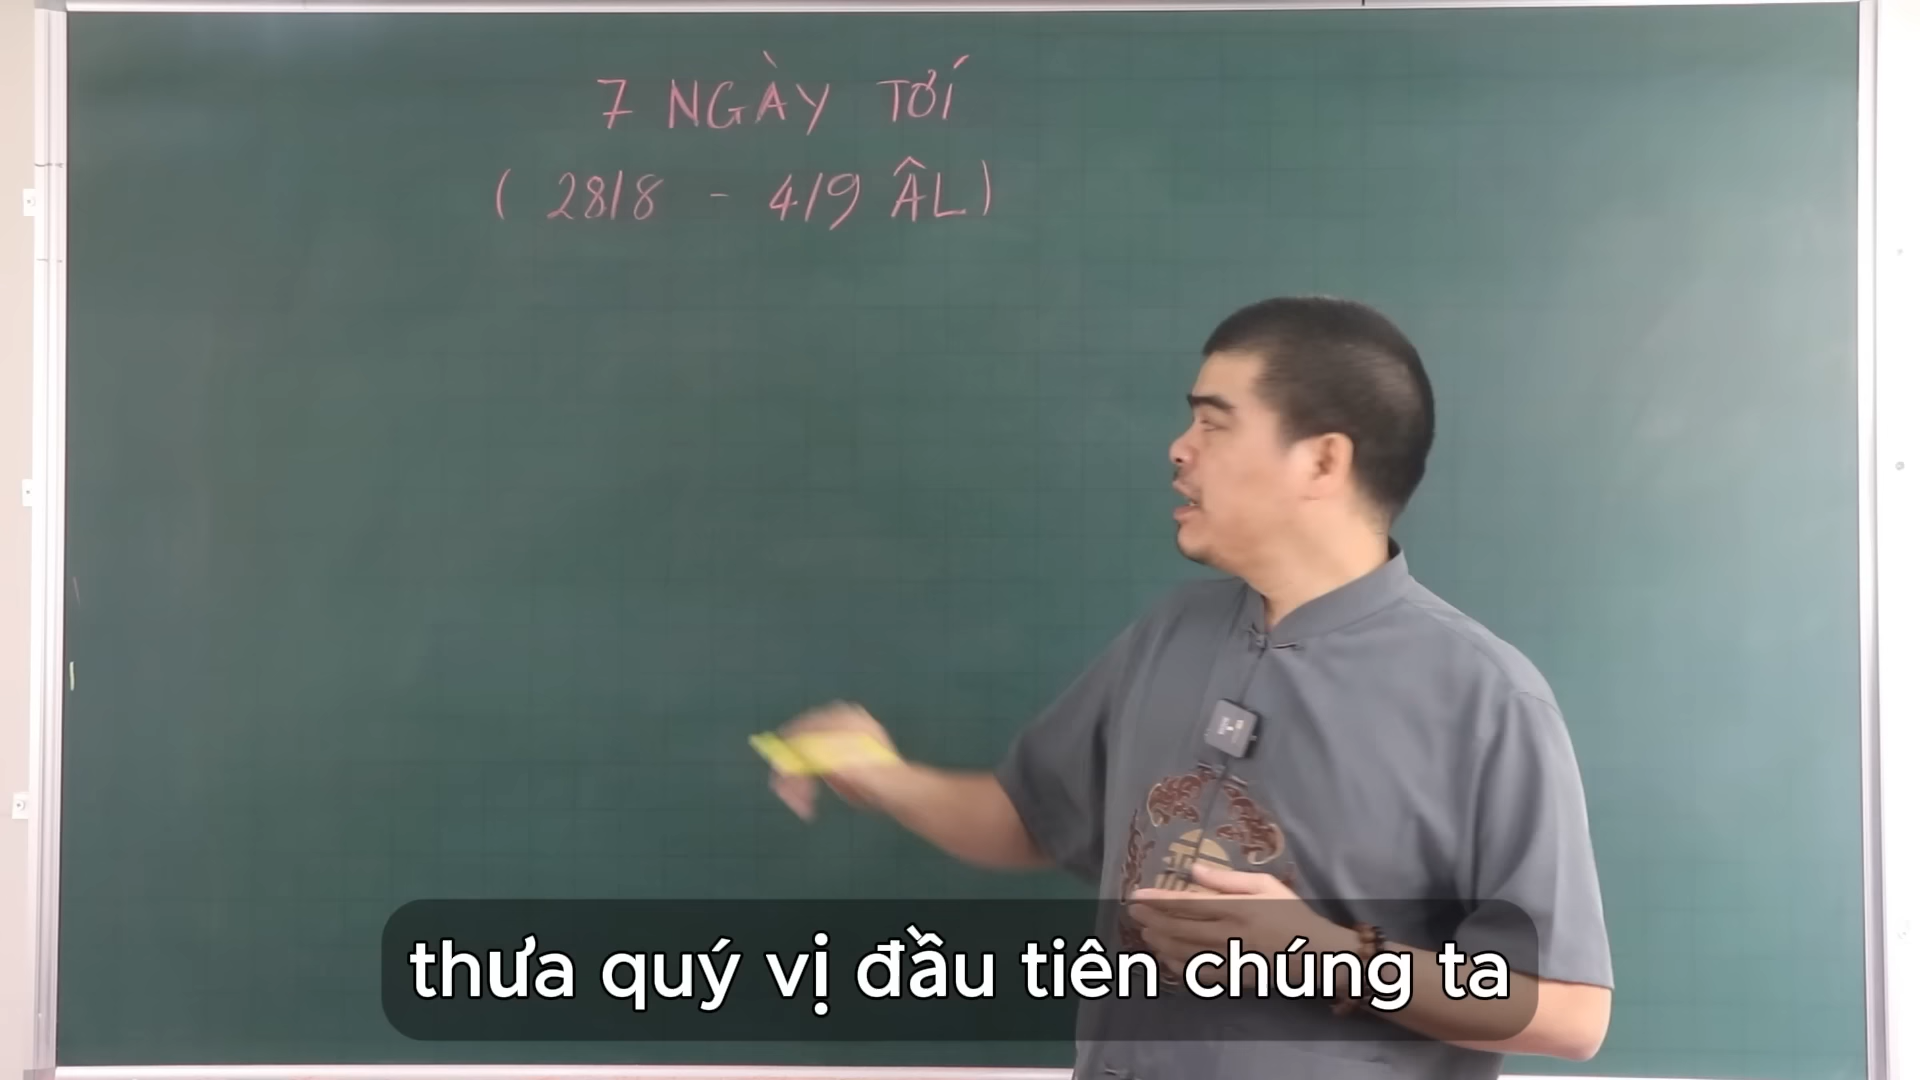 7 NGÀY TỚI
( 28/8 - 4/9 ÂL )
thưa quý vị đầu tiên chúng ta